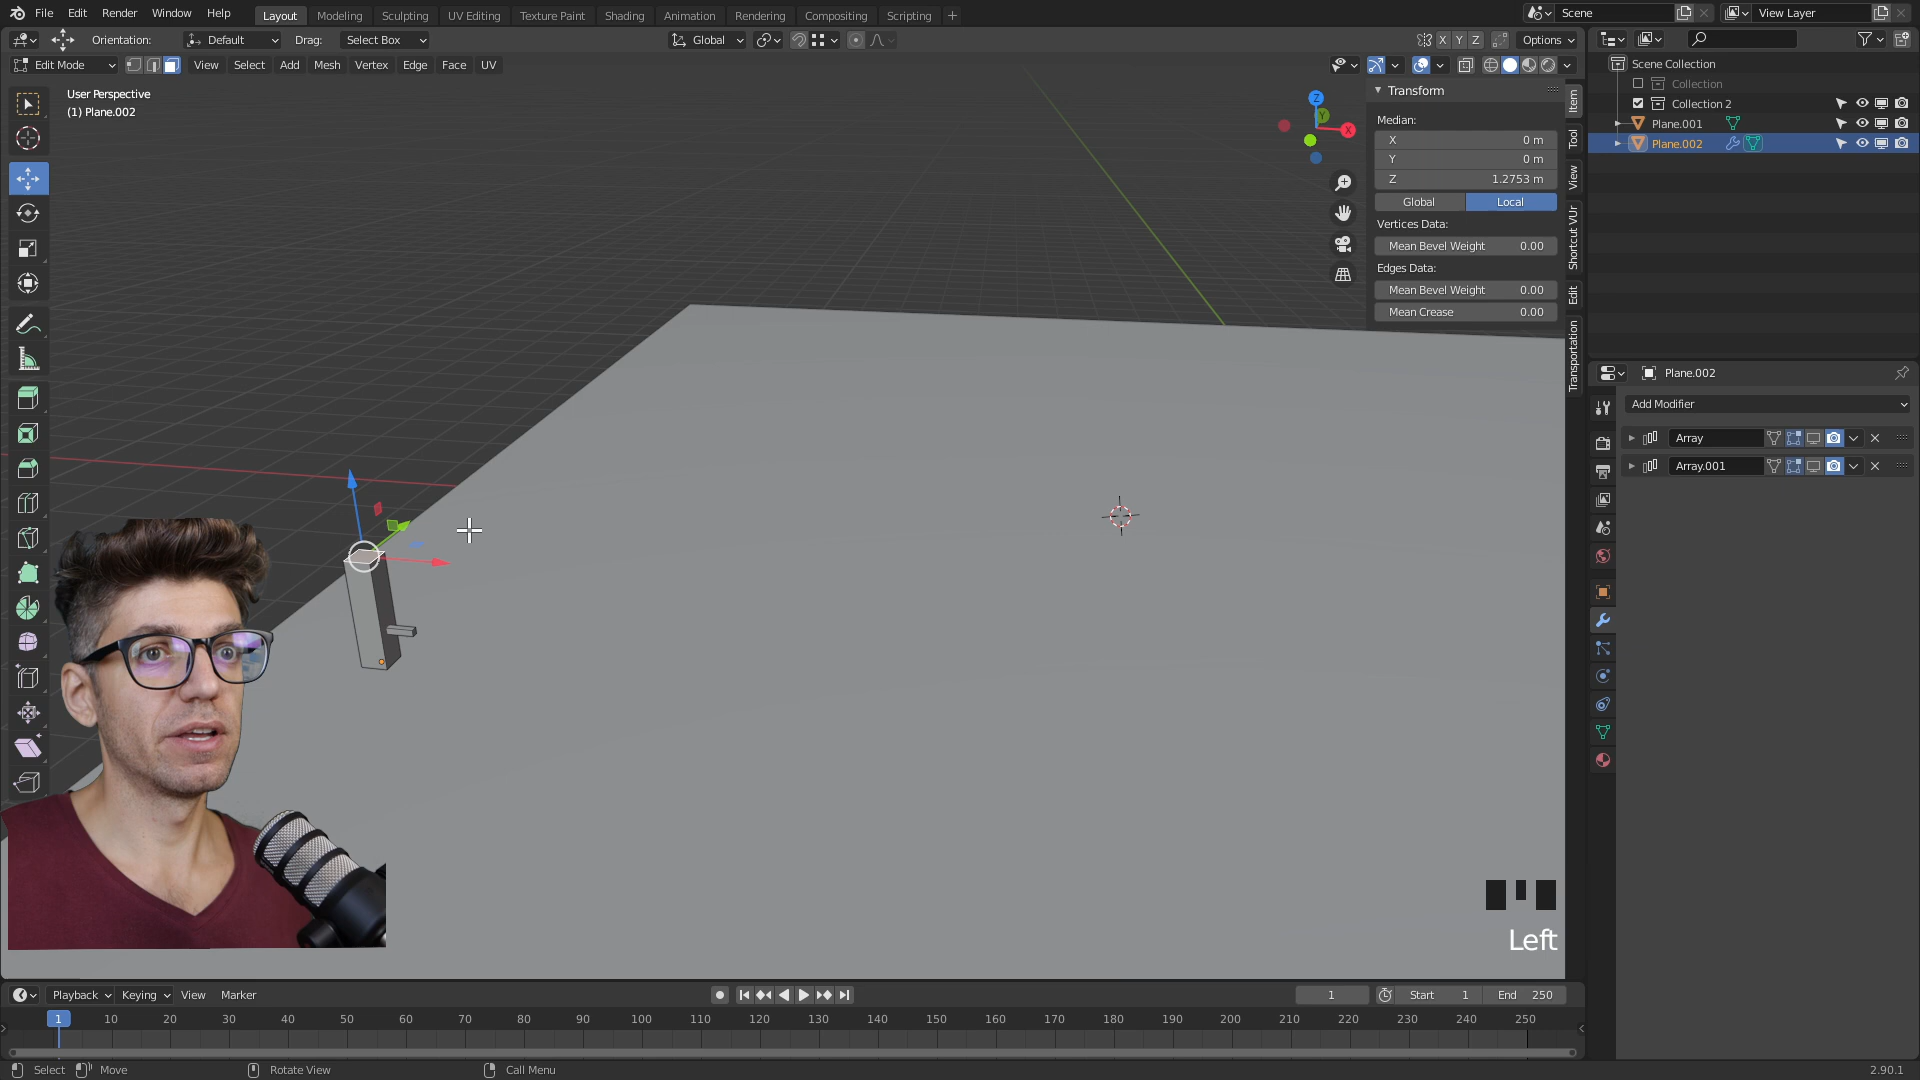 File Edit Render Window Help
Layout Modeling Sculpting UV Editing Texture Paint Shading Animation Rendering Compositing Scripting +
Scene
View Layer
Orientation: Default Drag: Select Box
Global
X Y Z
Options
Edit Mode
View Select Add Mesh Vertex Edge Face UV
User Perspective
(1) Plane.002
Z
Y
X
Transform
Median:
X 0 m
Y 0 m
Z 1.2753 m
Global Local
Vertices Data:
Mean Bevel Weight 0.00
Edges Data:
Mean Bevel Weight 0.00
Mean Crease 0.00
Item
Tool
View
Shortcut VUr
Edit
Transportation
Scene Collection
Collection
Collection 2
Plane.001
Plane.002
Plane.002
Add Modifier
Array
Array.001
Left
Playback Keying View Marker
1
Start 1
End 250
1 10 20 30 40 50 60 70 80 90 100 110 120 130 140 150 160 170 180 190 200 210 220 230 240 250
Select Move Rotate View Call Menu
2.90.1